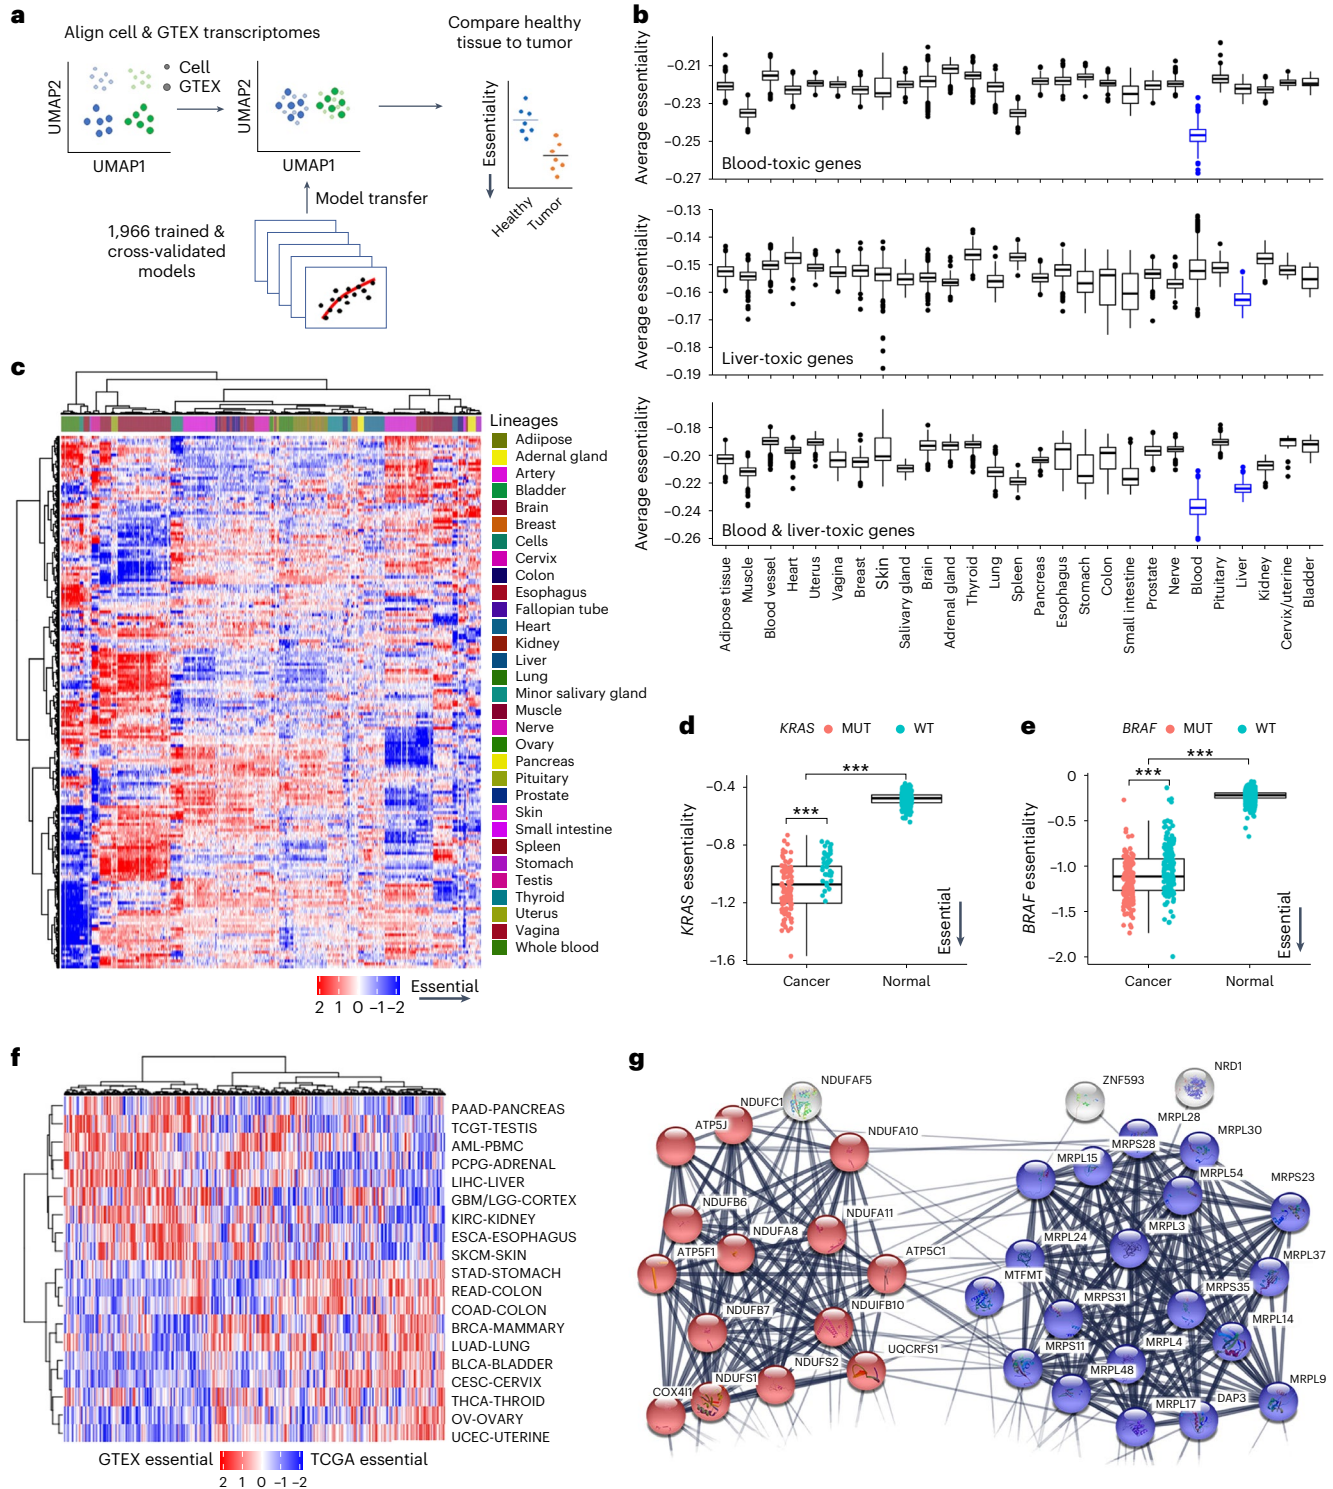 a
Align cell & GTEX transcriptomes
Cell
GTEX
UMAP2
UMAP1
UMAP2
UMAP1
Model transfer
1,966 trained &
cross-validated
models
Compare healthy
tissue to tumor
Essentiality
Healthy
Tumor
b
Average essentiality
−0.21
−0.23
−0.25
−0.27
Blood-toxic genes
Average essentiality
−0.13
−0.14
−0.15
−0.16
−0.17
−0.18
−0.19
Liver-toxic genes
Average essentiality
−0.18
−0.20
−0.22
−0.24
−0.26
Blood & liver-toxic genes
Adipose tissue
Muscle
Blood vessel
Heart
Uterus
Vagina
Breast
Skin
Salivary gland
Brain
Adrenal gland
Thyroid
Lung
Spleen
Pancreas
Esophagus
Stomach
Colon
Small intestine
Prostate
Nerve
Blood
Pituitary
Liver
Kidney
Cervix/uterine
Bladder
c
Lineages
Adiipose
Adernal gland
Artery
Bladder
Brain
Breast
Cells
Cervix
Colon
Esophagus
Fallopian tube
Heart
Kidney
Liver
Lung
Minor salivary gland
Muscle
Nerve
Ovary
Pancreas
Pituitary
Prostate
Skin
Small intestine
Spleen
Stomach
Testis
Thyroid
Uterus
Vagina
Whole blood
Essential
2 1 0 −1 −2
d
KRAS MUT WT
KRAS essentiality
−0.4
−0.8
−1.2
−1.6
***
***
Essential
Cancer
Normal
e
BRAF MUT WT
BRAF essentiality
0
−0.5
−1.0
−1.5
−2.0
***
***
Essential
Cancer
Normal
f
PAAD-PANCREAS
TCGT-TESTIS
AML-PBMC
PCPG-ADRENAL
LIHC-LIVER
GBM/LGG-CORTEX
KIRC-KIDNEY
ESCA-ESOPHAGUS
SKCM-SKIN
STAD-STOMACH
READ-COLON
COAD-COLON
BRCA-MAMMARY
LUAD-LUNG
BLCA-BLADDER
CESC-CERVIX
THCA-THROID
OV-OVARY
UCEC-UTERINE
GTEX essential
TCGA essential
2 1 0 −1 −2
g
NDUFAF5
NDUFC1
ATP5J
NDUFA10
NDUFB6
NDUFA8
NDUFA11
ATP5F1
ATP5C1
NDUFB7
NDUIFB10
NDUFS2
UQCRFS1
NDUFS1
COX4I1
ZNF593
NRD1
MRPL28
MRPS28
MRPL30
MRPL15
MRPL54
MRPS23
MRPL24
MRPL3
MRPL37
MTFMT
MRPS31
MRPS35
MRPL14
MRPS11
MRPL4
MRPL48
MRPL17
DAP3
MRPL9